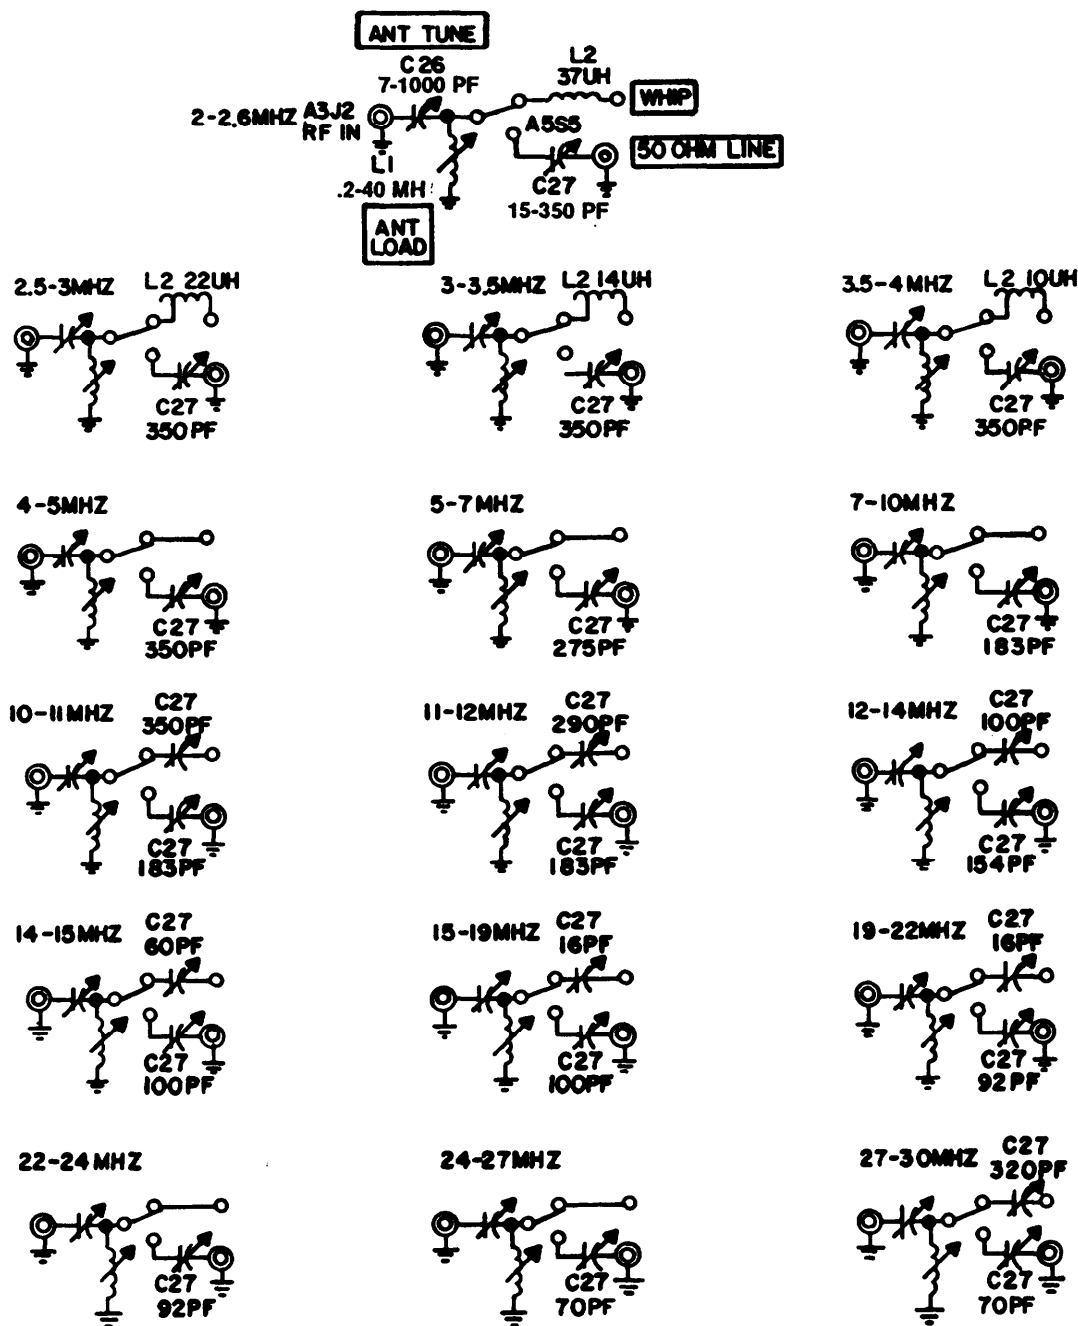 ANT TUNE
C26
7-1000 PF
L2
37UH
WHIP
2-2.6MHZ
A3J2
RF IN
A5S5
50 OHM LINE
L1
.2-40 MH
C27
15-350 PF
ANT
LOAD
2.5-3MHZ
L2 22UH
C27
350PF
3-3.5MHZ
L2 14UH
C27
350PF
3.5-4MHZ
L2 10UH
C27
350PF
4-5MHZ
C27
350PF
5-7MHZ
C27
275PF
7-10MHZ
C27
183PF
10-11MHZ
C27
350PF
C27
183PF
11-12MHZ
C27
290PF
C27
183PF
12-14MHZ
C27
100PF
C27
154PF
14-15MHZ
C27
60PF
C27
100PF
15-19MHZ
C27
16PF
C27
100PF
19-22MHZ
C27
16PF
C27
92PF
22-24MHZ
C27
92PF
24-27MHZ
C27
70PF
27-30MHZ
C27
320PF
C27
70PF